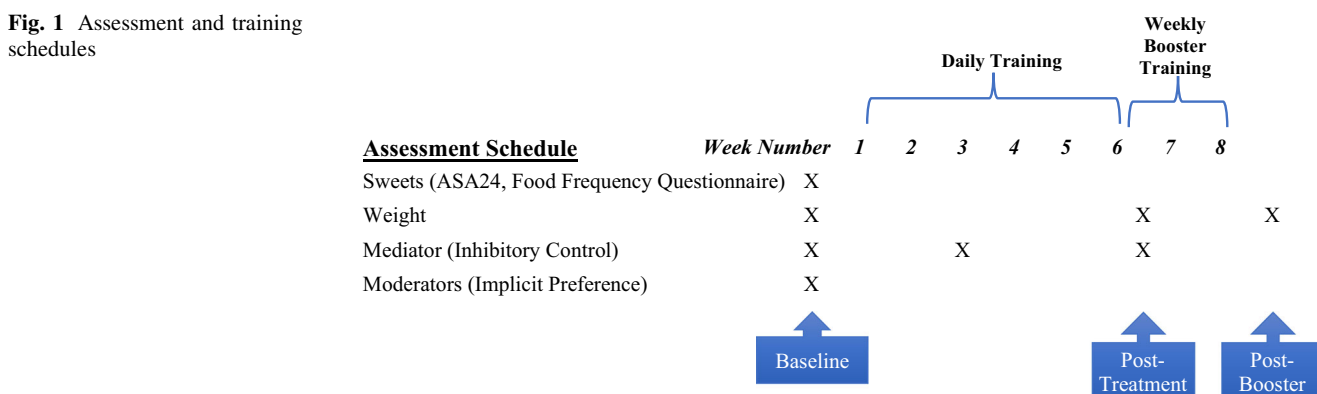 Fig. 1 Assessment and training
schedules
Weekly
Booster
Training
Daily Training
Assessment Schedule Week Number 1 2 3 4 5 6 7 8
Sweets (ASA24, Food Frequency Questionnaire) X
Weight X X X
Mediator (Inhibitory Control) X X X
Moderators (Implicit Preference) X
Baseline
Post-
Treatment
Post-
Booster